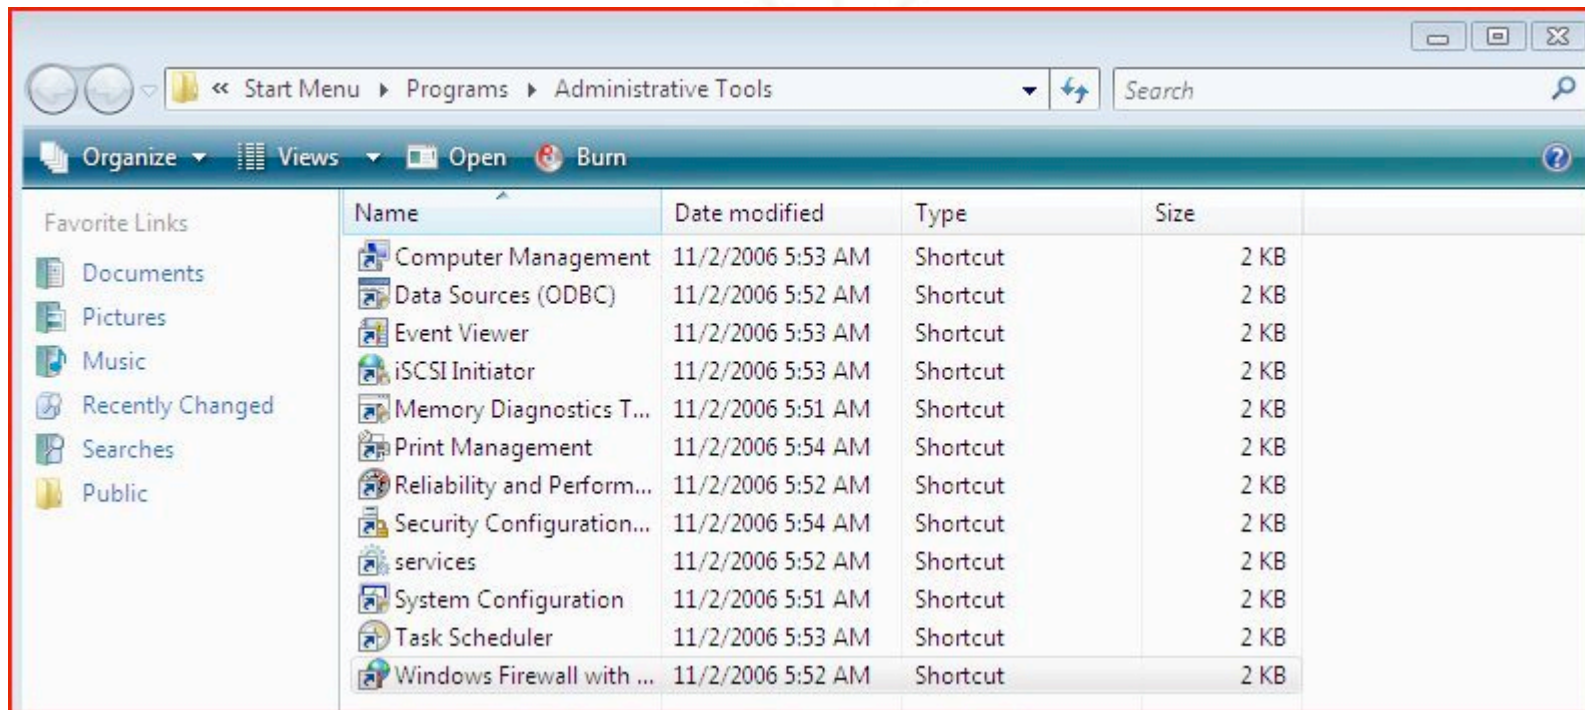 « Start Menu ▸ Programs ▸ Administrative Tools Search
Organize Views Open Burn
Favorite Links
Documents
Pictures
Music
Recently Changed
Searches
Public
Name Date modified Type Size
Computer Management 11/2/2006 5:53 AM Shortcut 2 KB
Data Sources (ODBC) 11/2/2006 5:52 AM Shortcut 2 KB
Event Viewer 11/2/2006 5:53 AM Shortcut 2 KB
iSCSI Initiator 11/2/2006 5:53 AM Shortcut 2 KB
Memory Diagnostics T... 11/2/2006 5:51 AM Shortcut 2 KB
Print Management 11/2/2006 5:54 AM Shortcut 2 KB
Reliability and Perform... 11/2/2006 5:52 AM Shortcut 2 KB
Security Configuration... 11/2/2006 5:54 AM Shortcut 2 KB
services 11/2/2006 5:52 AM Shortcut 2 KB
System Configuration 11/2/2006 5:51 AM Shortcut 2 KB
Task Scheduler 11/2/2006 5:53 AM Shortcut 2 KB
Windows Firewall with ... 11/2/2006 5:52 AM Shortcut 2 KB